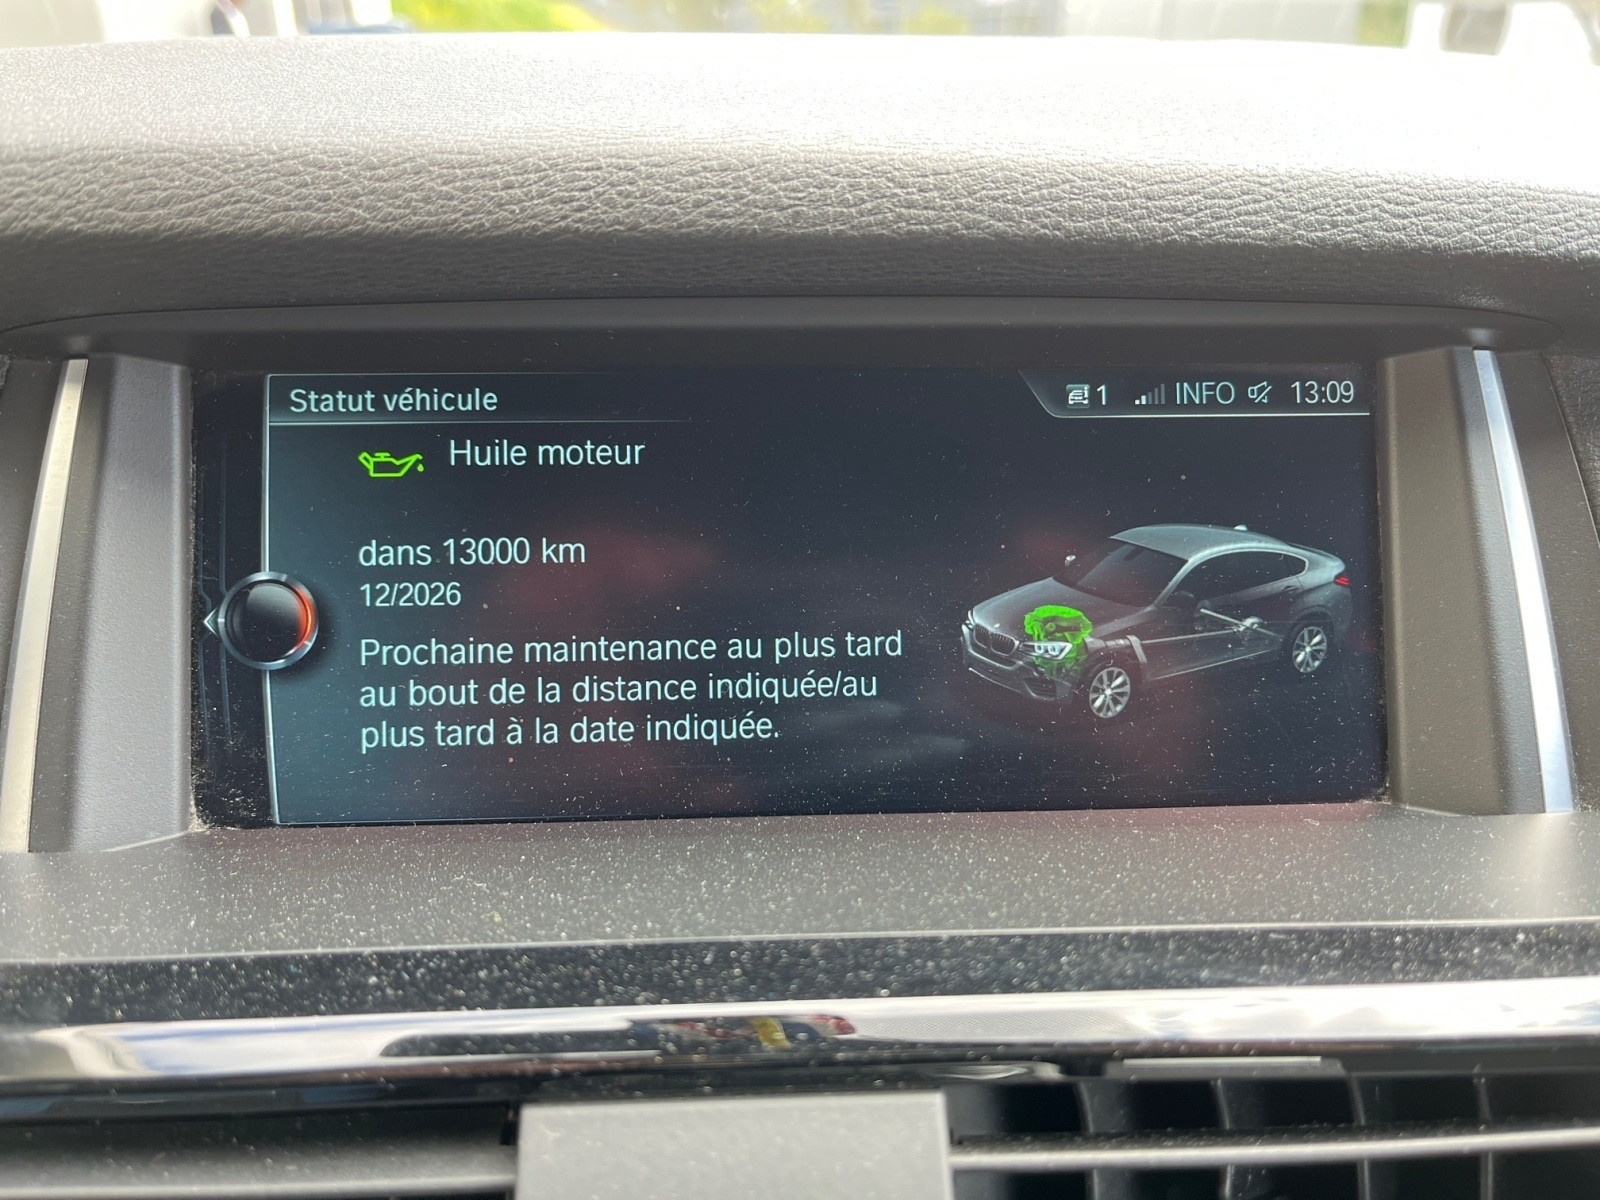 Statut véhicule
1 INFO 13:09
Huile moteur
dans 13000 km
12/2026
Prochaine maintenance au plus tard
au bout de la distance indiquée/au
plus tard à la date indiquée.